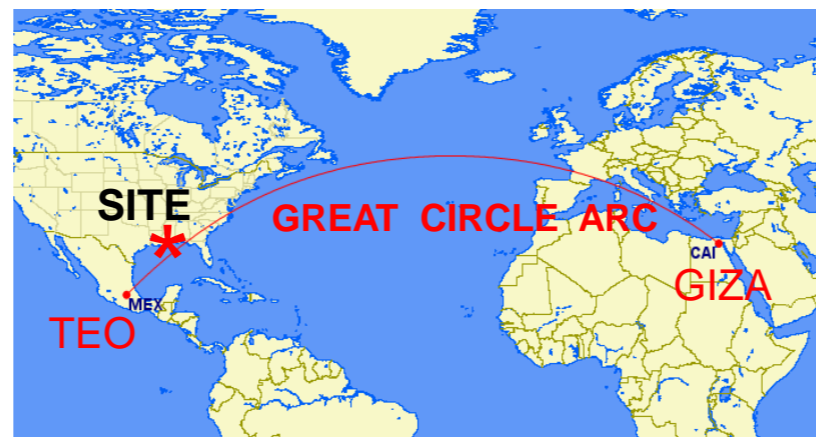 SITE
*
GREAT CIRCLE ARC
CAI
GIZA
MEX
TEO